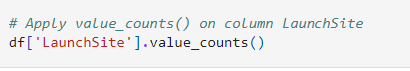 # Apply value_counts() on column LaunchSite
df['LaunchSite'].value_counts()